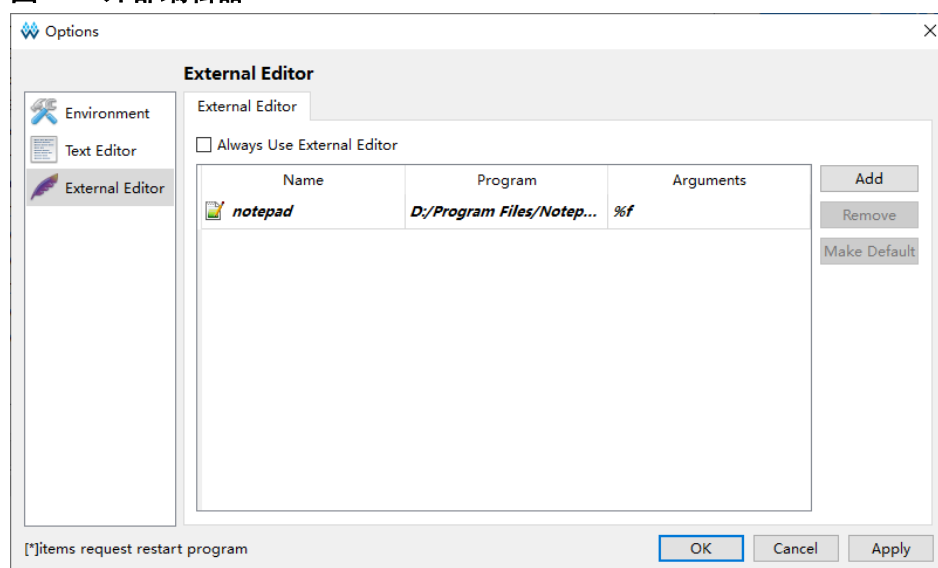 Options
External Editor
Environment
Text Editor
External Editor
External Editor
Always Use External Editor
Name Program Arguments
notepad D:/Program Files/Notep... %f
Add
Remove
Make Default
[*]items request restart program
OK Cancel Apply